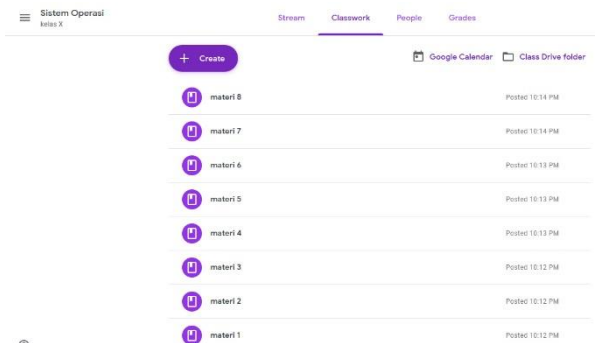 Sistem Operasi
kelas X
Stream Classwork People Grades
+ Create
Google Calendar Class Drive folder
materi 8 Posted 10:14 PM
materi 7 Posted 10:14 PM
materi 6 Posted 10:13 PM
materi 5 Posted 10:13 PM
materi 4 Posted 10:13 PM
materi 3 Posted 10:12 PM
materi 2 Posted 10:12 PM
materi 1 Posted 10:12 PM